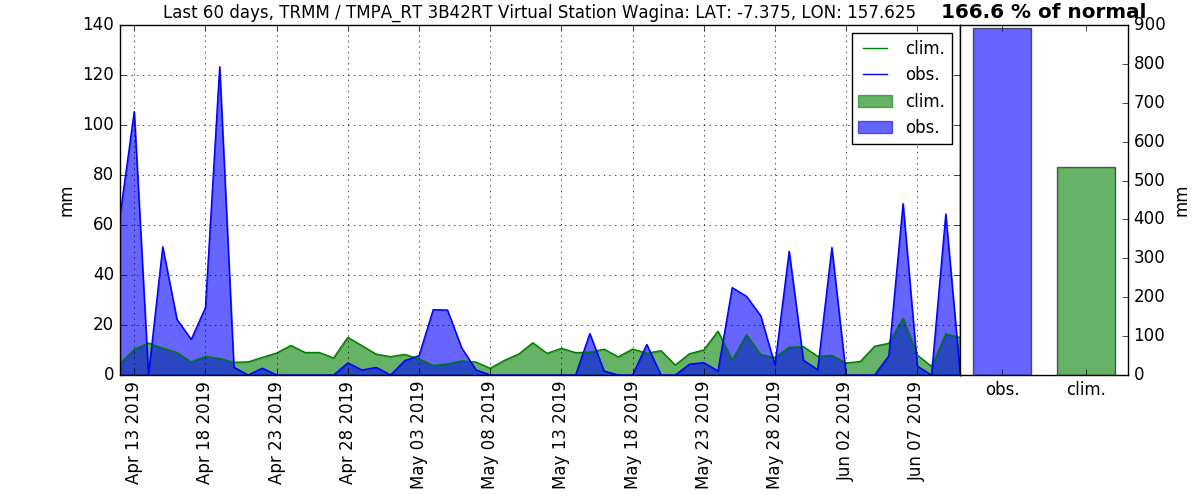 Last 60 days, TRMM / TMPA_RT 3B42RT Virtual Station Wagina: LAT: -7.375, LON: 157.625
166.6 % of normal
mm
140
120
100
80
60
40
20
0
clim.
obs.
clim.
obs.
Apr 13 2019
Apr 18 2019
Apr 23 2019
Apr 28 2019
May 03 2019
May 08 2019
May 13 2019
May 18 2019
May 23 2019
May 28 2019
Jun 02 2019
Jun 07 2019
900
800
700
600
500
400
300
200
100
0
mm
obs.
clim.